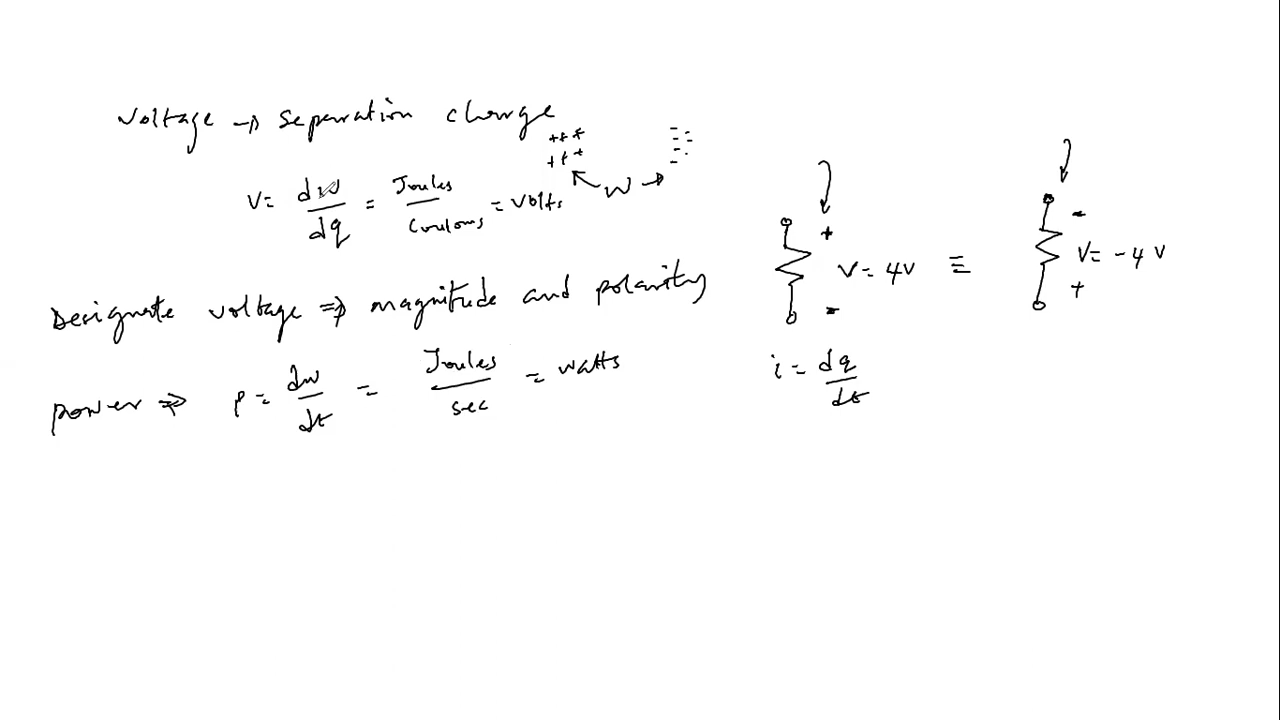 voltage → separation charge
+++
+++
V = dw/dq = Joules/Couloms = volts
← W →
+
V = 4V ≡
-
-
V = -4 V
+
Designate voltage ⇒ magnitude and polarity
power ⇒ P = dw/dt = Joules/sec = watts
i = dq/dt